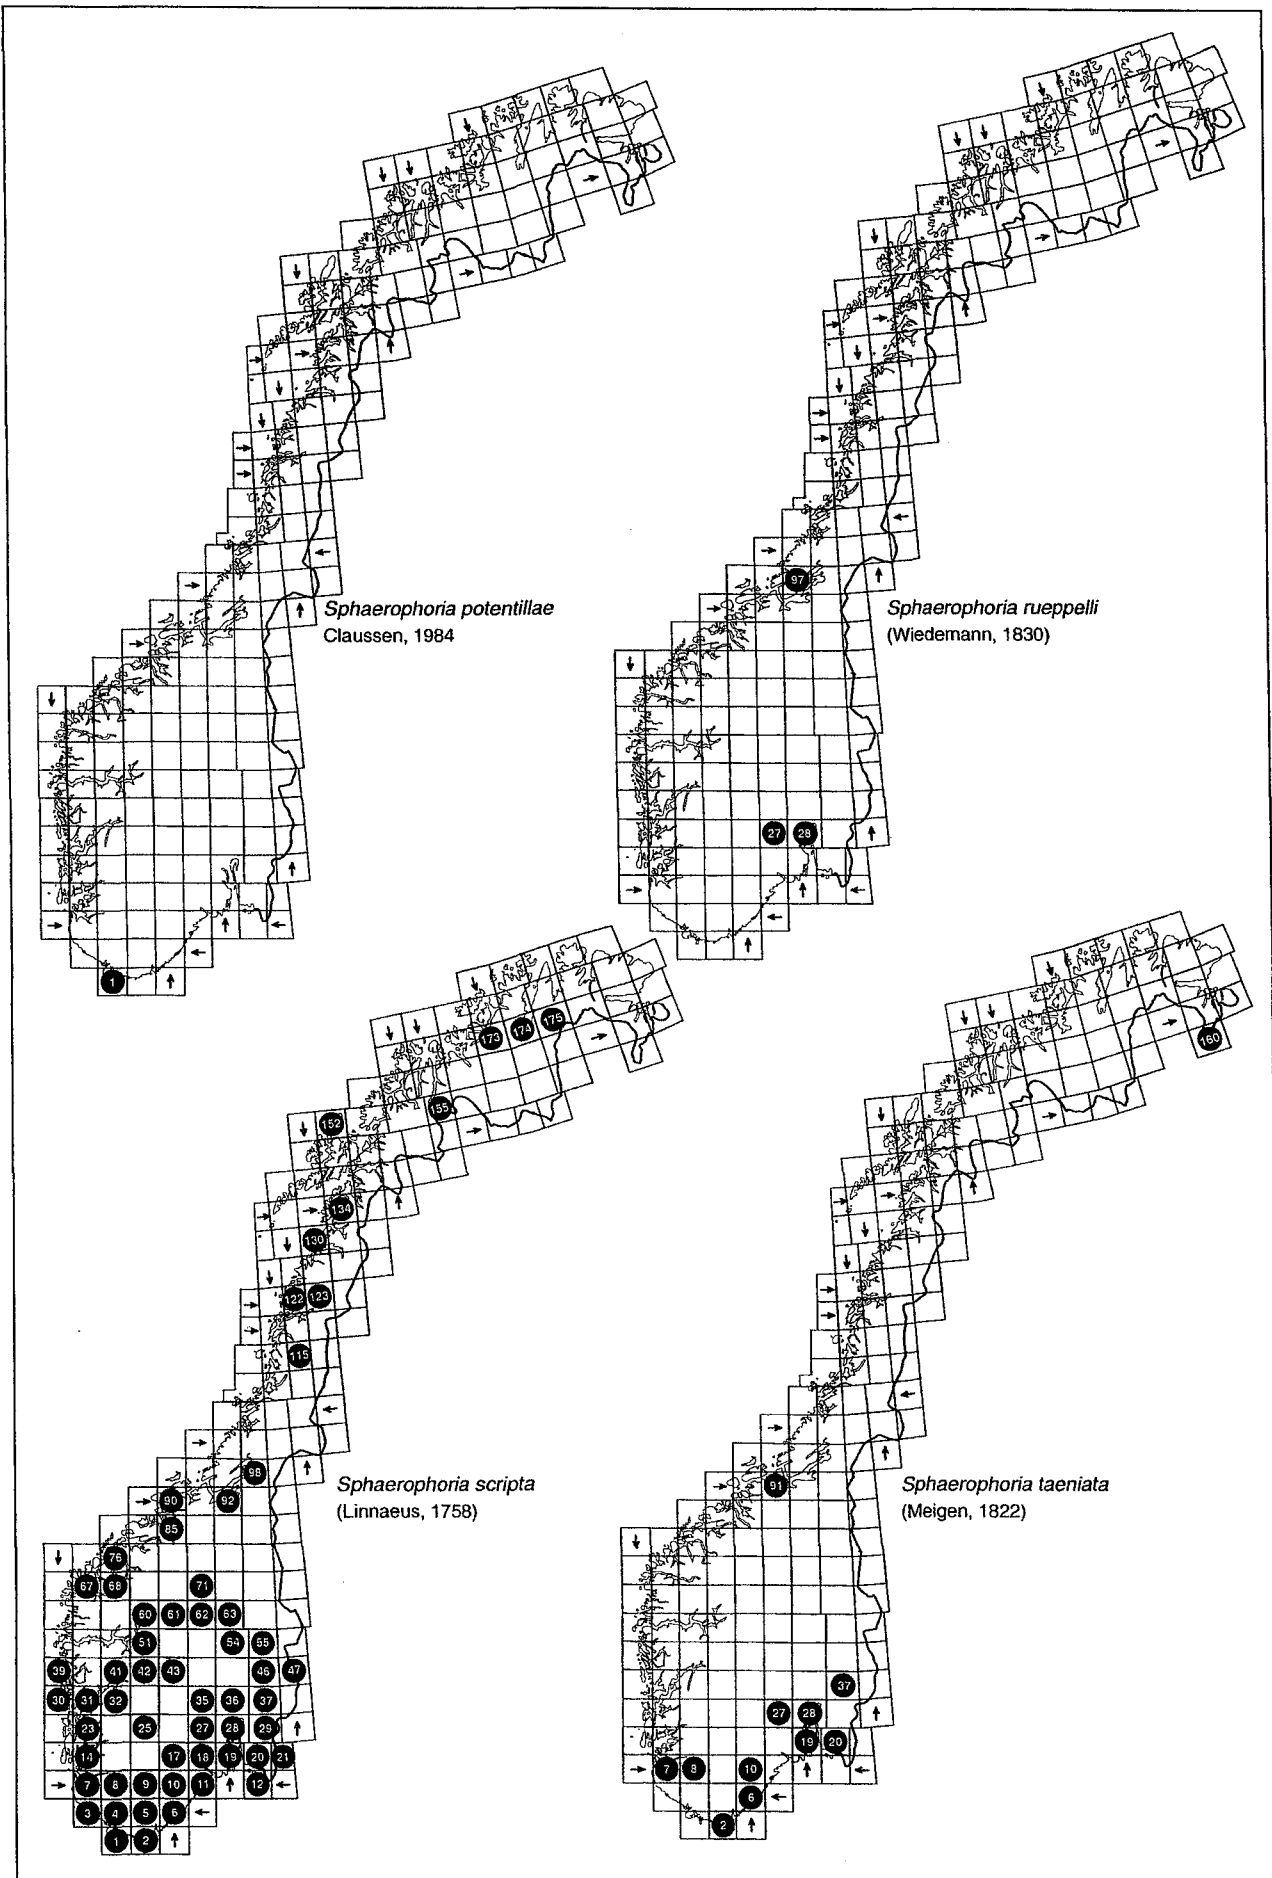 Sphaerophoria potentillae
Claussen, 1984
1
Sphaerophoria rueppelli
(Wiedemann, 1830)
97
27 28
Sphaerophoria scripta
(Linnaeus, 1758)
173 174 175
155
152
134
130
122 123
115
98
90 92
85
76
67 68 71
60 61 62 63
51 54 55
39 41 42 43 46 47
30 31 32 35 36 37
23 25 27 28 29
14 17 18 19 20 21
7 8 9 10 11 12
3 4 5 6
1 2
Sphaerophoria taeniata
(Meigen, 1822)
160
91
37
27 28
19 20
7 8 10
6
2